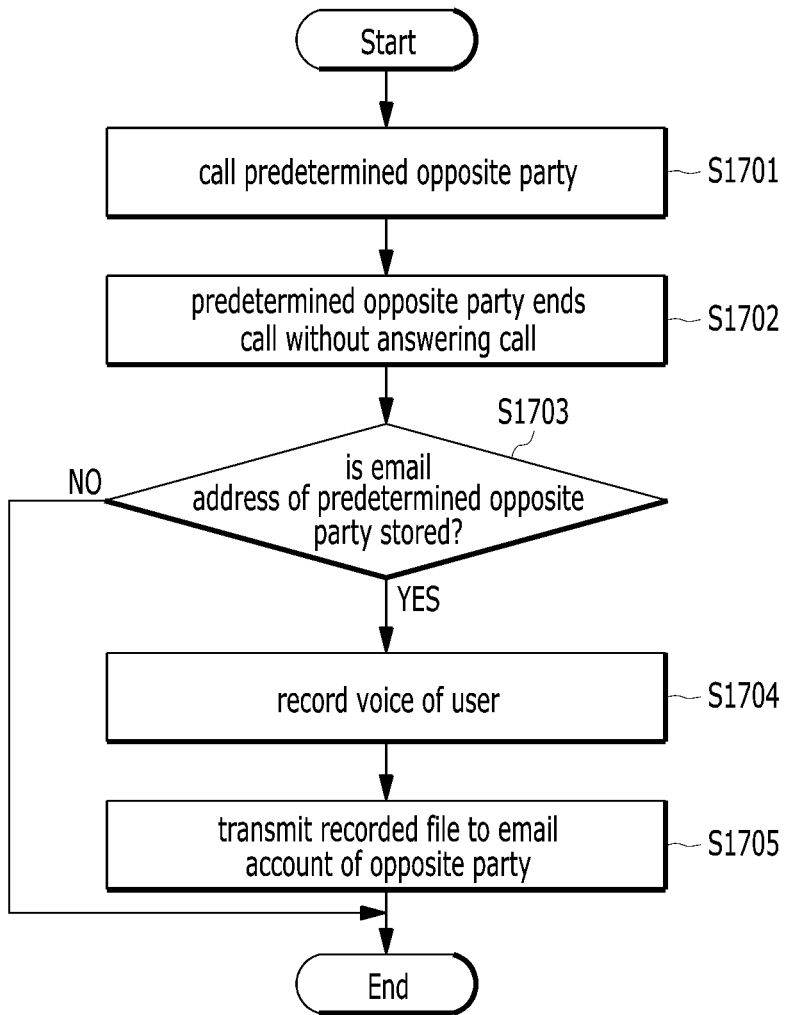 Start
call predetermined opposite party
S1701
predetermined opposite party ends
call without answering call
S1702
S1703
is email
address of predetermined opposite
party stored?
NO
YES
record voice of user
S1704
transmit recorded file to email
account of opposite party
S1705
End